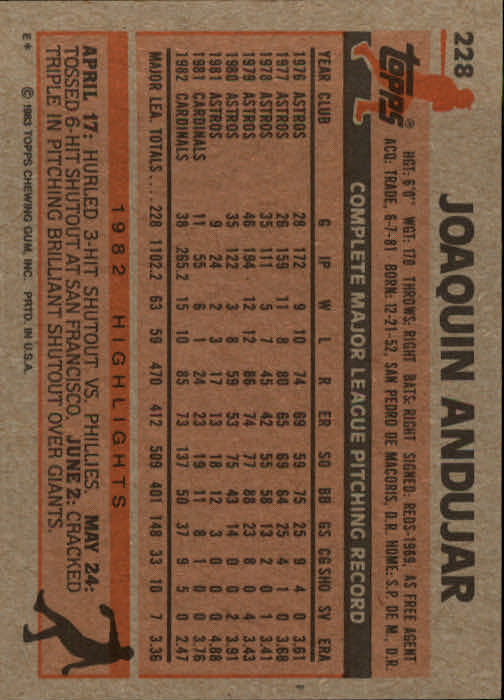 228
JOAQUIN ANDUJAR
TOPPS®
HGT: 6'0" WGT: 170 THROWS: RIGHT BATS: RIGHT SIGNED: REDS-1969, AS FREE AGENT
ACQ: TRADE, 6-7-81 BORN: 12-21-52, SAN PEDRO DE MACORIS, D.R. HOME: S.P. DE M., D.R.
COMPLETE MAJOR LEAGUE PITCHING RECORD
YEAR CLUB G IP W L R ER SO BB GS CG SHO SV ERA
1976 ASTROS 28 172 9 10 74 69 59 75 25 9 4 0 3.61
1977 ASTROS 26 159 11 8 80 65 69 64 25 4 1 0 3.68
1978 ASTROS 35 111 5 7 45 42 55 58 13 2 0 1 3.41
1979 ASTROS 46 194 12 12 86 74 77 88 23 8 0 4 3.43
1980 ASTROS 35 122 3 8 59 53 75 43 14 0 0 2 3.91
1981 ASTROS 9 24 2 3 17 13 18 12 3 0 0 0 4.88
1981 CARDINALS 11 55 6 1 24 23 19 11 8 1 0 0 3.76
1982 CARDINALS 38 265.2 15 10 85 73 137 50 37 9 5 0 2.47
MAJOR LEA. TOTALS.... 228 1102.2 63 59 470 412 509 401 148 33 10 7 3.36
1982 HIGHLIGHTS
APRIL 17: HURLED 3-HIT SHUTOUT VS. PHILLIES. MAY 24:
TOSSED 6-HIT SHUTOUT AT SAN FRANCISCO. JUNE 2: CRACKED
TRIPLE IN PITCHING BRILLIANT SHUTOUT OVER GIANTS.
E* © 1983 TOPPS CHEWING GUM, INC. PRTD. IN U.S.A.